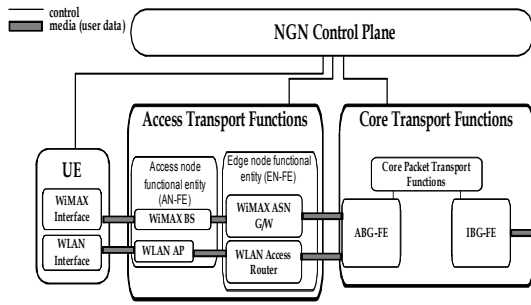 control
media (user data)
NGN Control Plane
Access Transport Functions
Core Transport Functions
UE
Access node
functional entity
(AN-FE)
Edge node functional
entity (EN-FE)
Core Packet Transport
Functions
WiMAX
Interface
WiMAX BS
WiMAX ASN
G/W
ABG-FE
IBG-FE
WLAN
Interface
WLAN AP
WLAN Access
Router